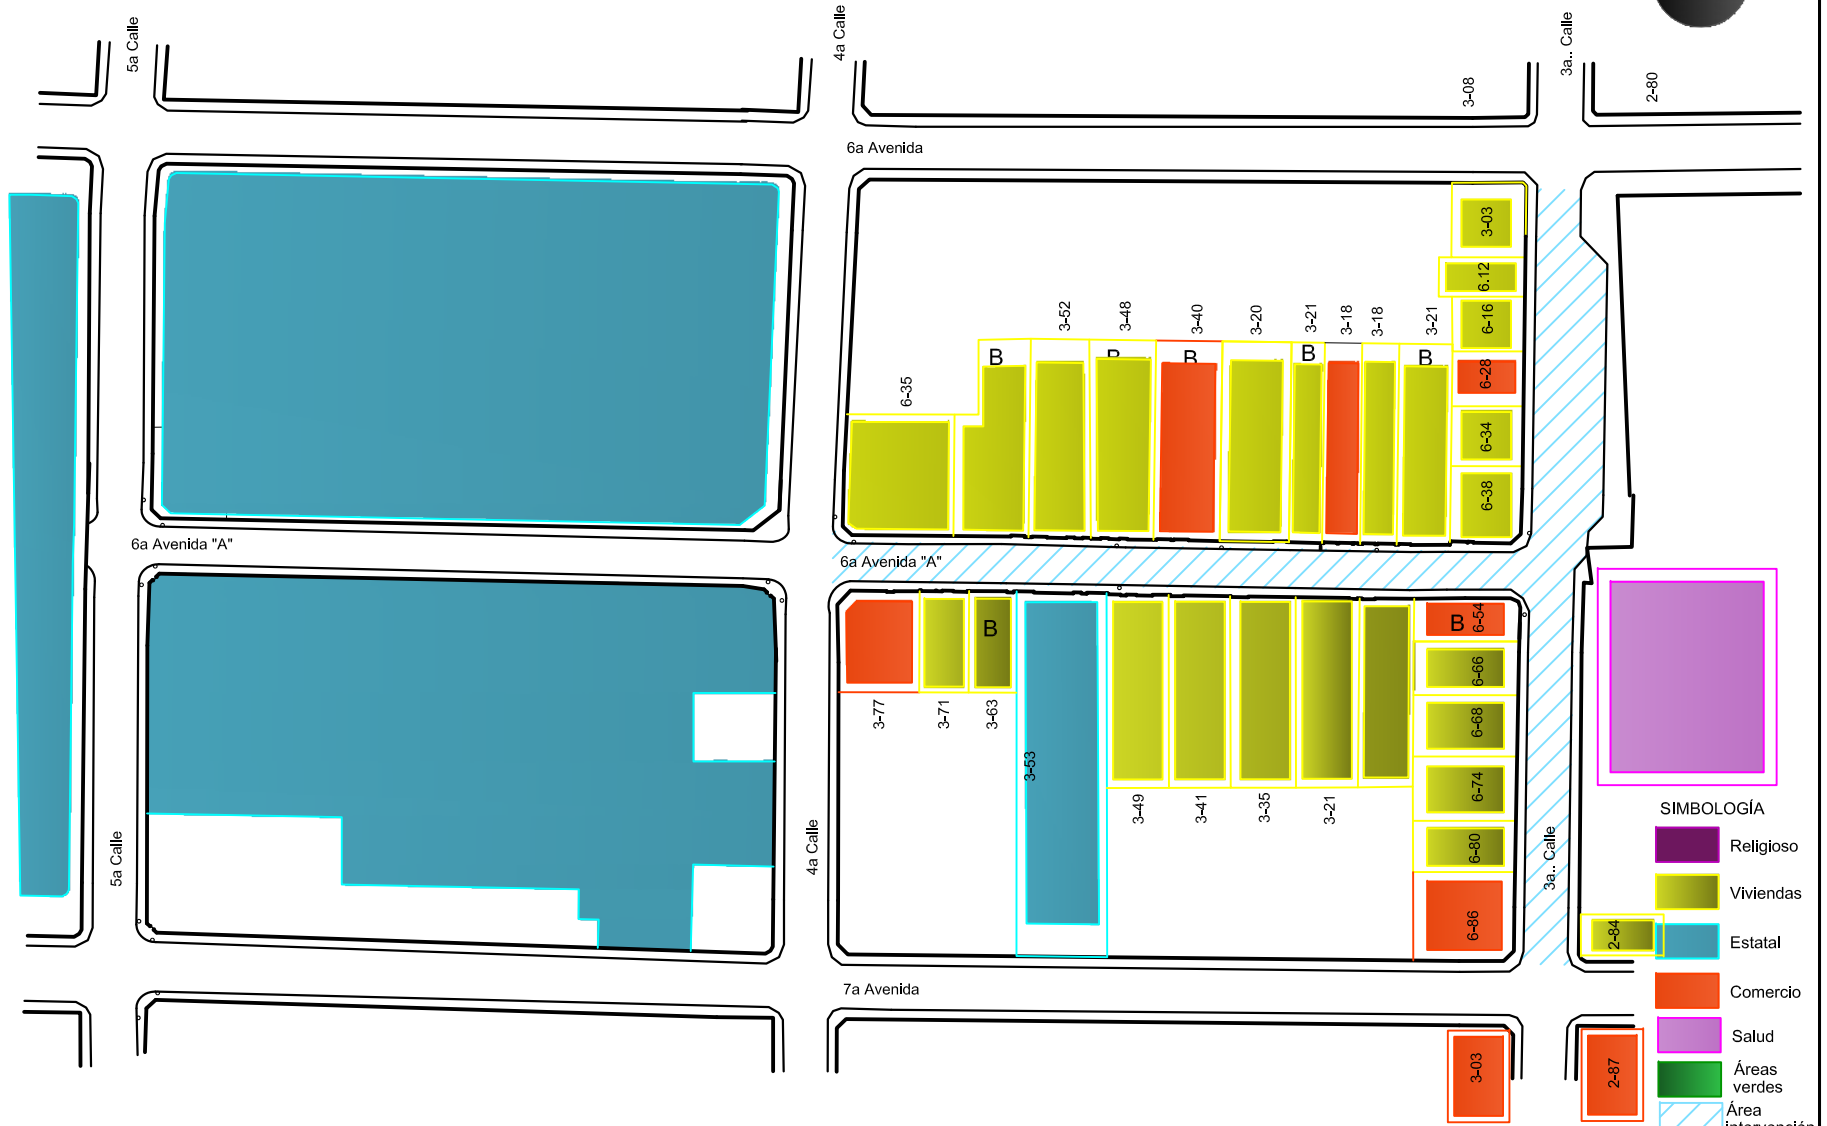 5a Calle
4a Calle
3a.. Calle
3-08
2-80
6a Avenida
3-03
6.12
6-16
6-28
6-34
6-38
3-52
3-48
3-40
3-20
3-21
3-18
3-18
3-21
B
B
B
B
B
6-35
6a Avenida "A"
6a Avenida "A"
B
B
6-54
6-66
6-68
6-74
6-80
6-86
3-77
3-71
3-63
3-53
3-49
3-41
3-35
3-21
5a Calle
4a Calle
3a.. Calle
2-84
7a Avenida
3-03
2-87
SIMBOLOGÍA
Religioso
Viviendas
Estatal
Comercio
Salud
Áreas
verdes
Área
intervención